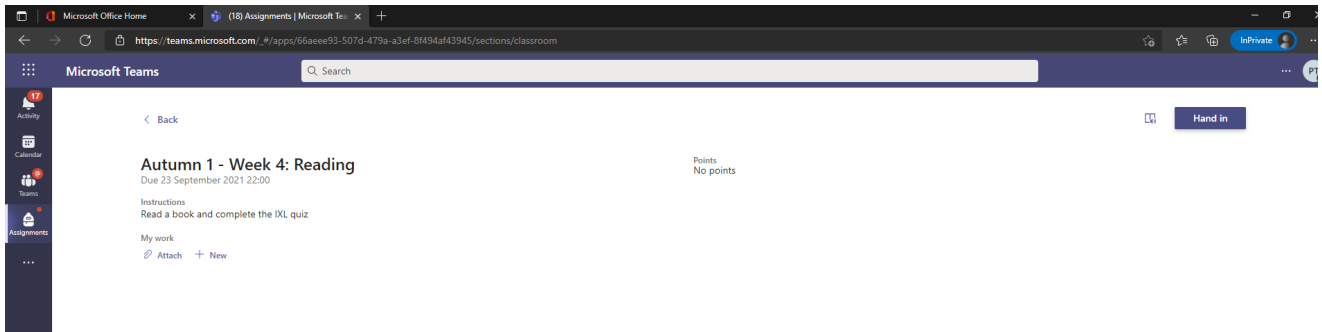 Microsoft Office Home
(18) Assignments | Microsoft Tea
https://teams.microsoft.com/_#/apps/66aeee93-507d-479a-a3ef-8f494af43945/sections/classroom
InPrivate
Microsoft Teams
Search
PT
17
Activity
Calendar
Teams
Assignments
Back
Hand in
Autumn 1 - Week 4: Reading
Due 23 September 2021 22:00
Points
No points
Instructions
Read a book and complete the IXL quiz
My work
Attach + New